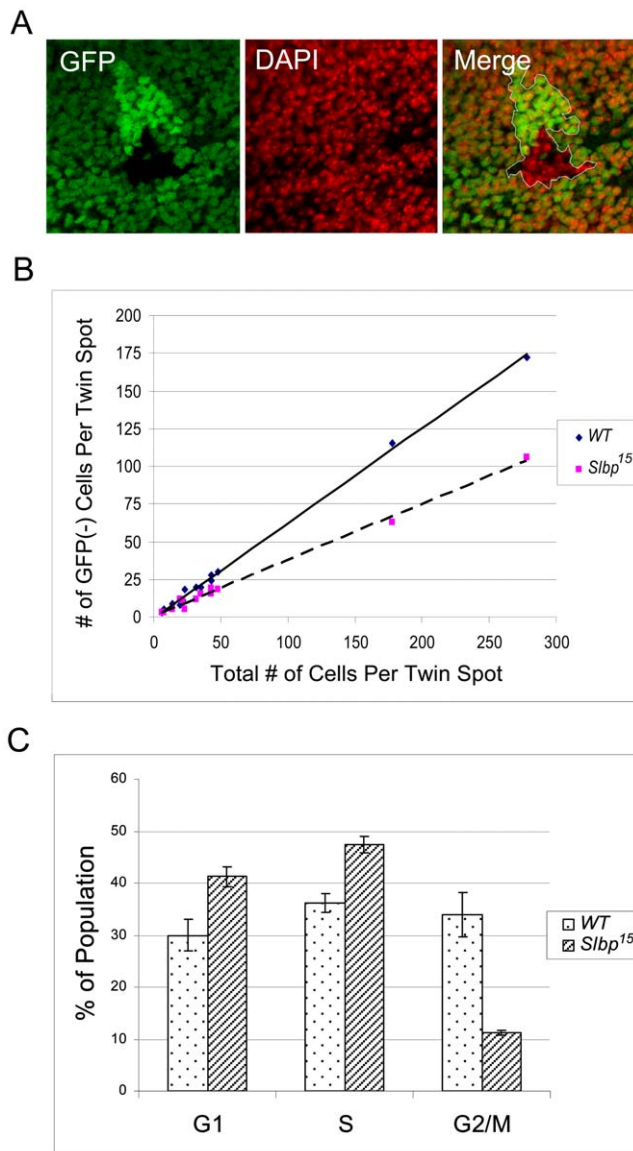 A
GFP DAPI Merge
B
200
175
150
125
100
75
50
25
0
# of GFP(-) Cells Per Twin Spot
0 50 100 150 200 250 300
Total # of Cells Per Twin Spot
WT
Slbp15
C
60
50
40
30
20
10
0
% of Population
G1 S G2/M
WT
Slbp15